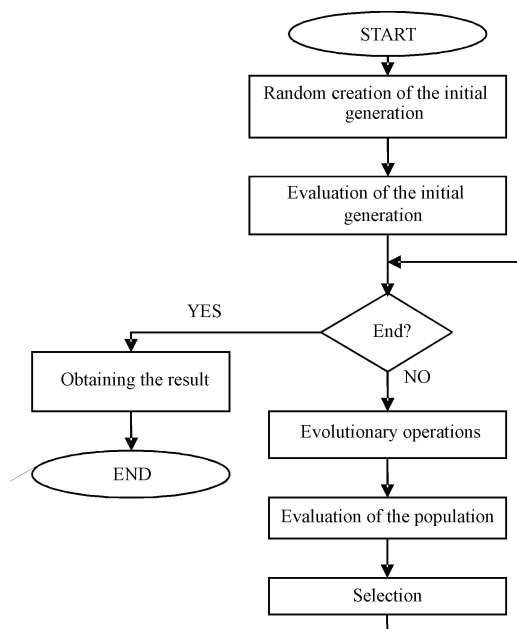 START
Random creation of the initial
generation
Evaluation of the initial
generation
YES
End?
Obtaining the result
NO
Evolutionary operations
END
Evaluation of the population
Selection